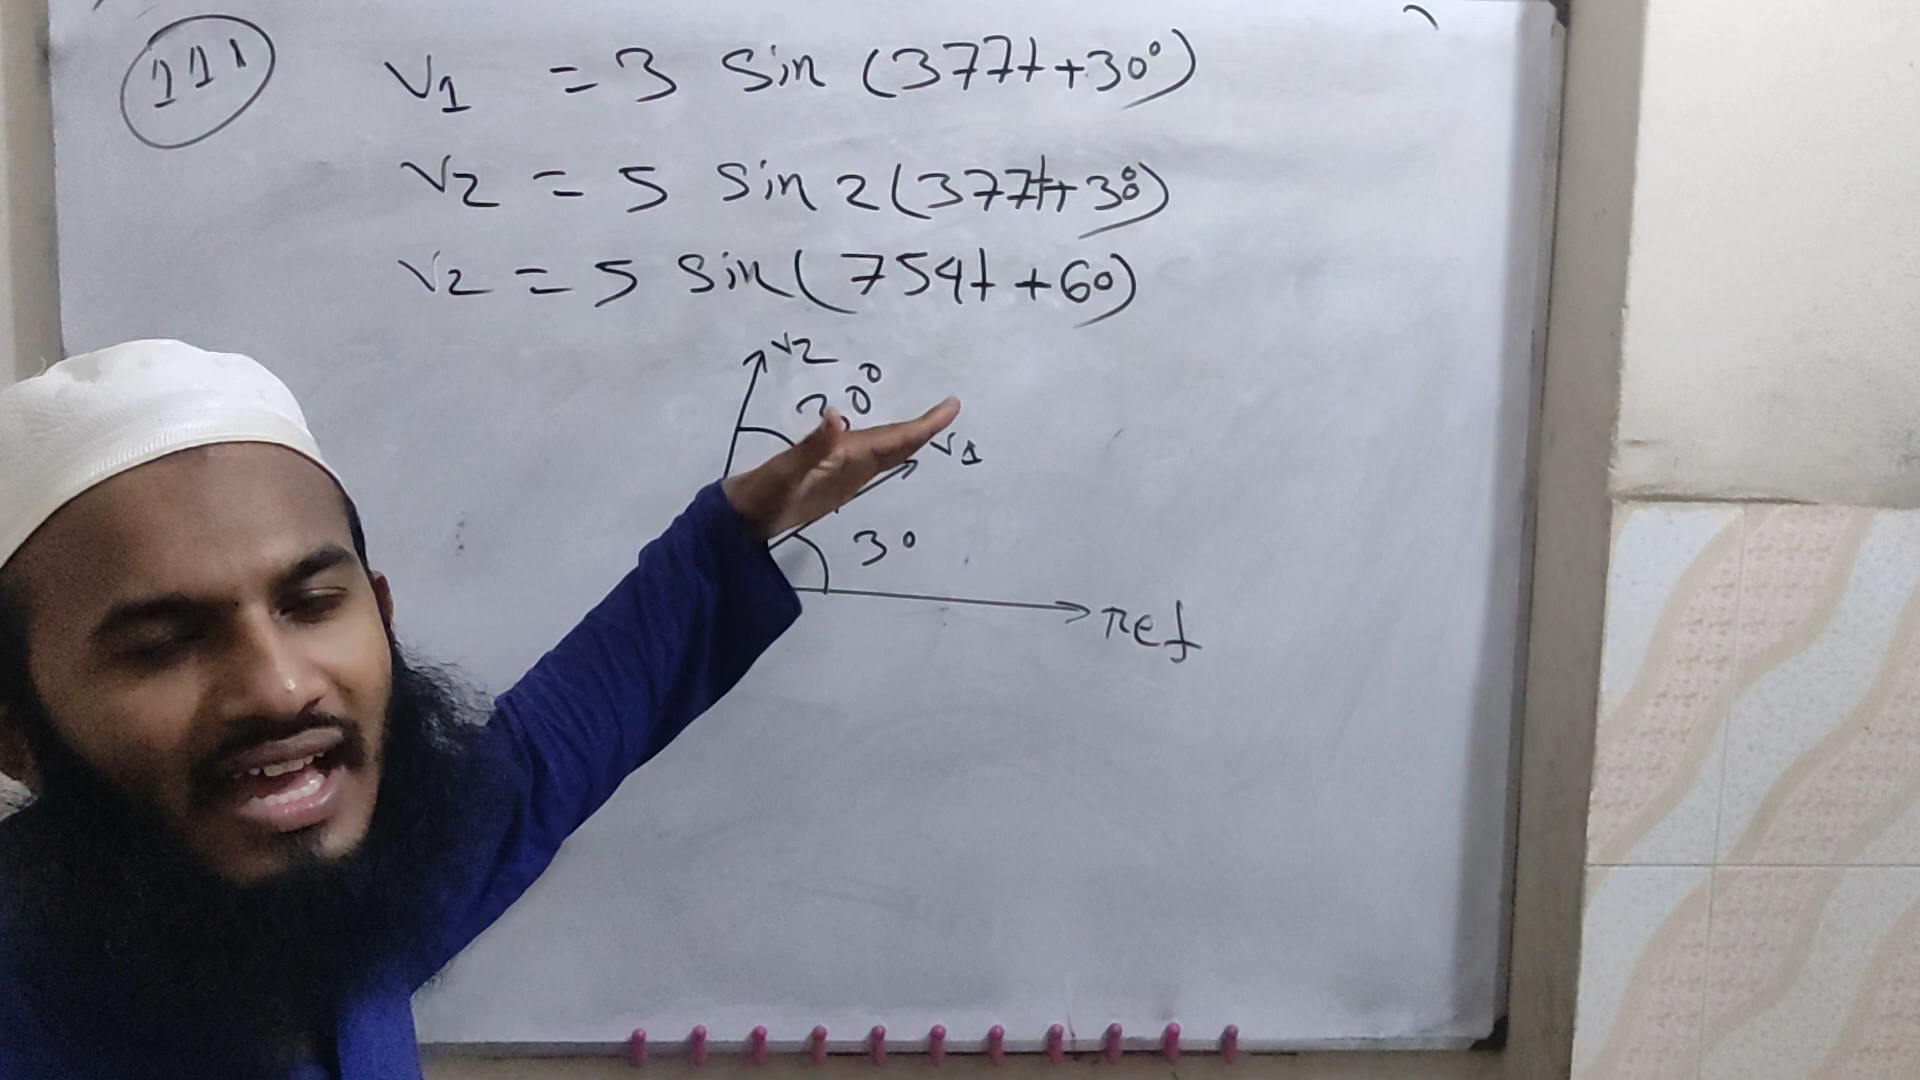 111
V1 = 3 Sin (377t+30°)
V2 = 5 Sin 2(377t+30°)
V2 = 5 Sin(754t+60)
V2
30°
V1
30
ref